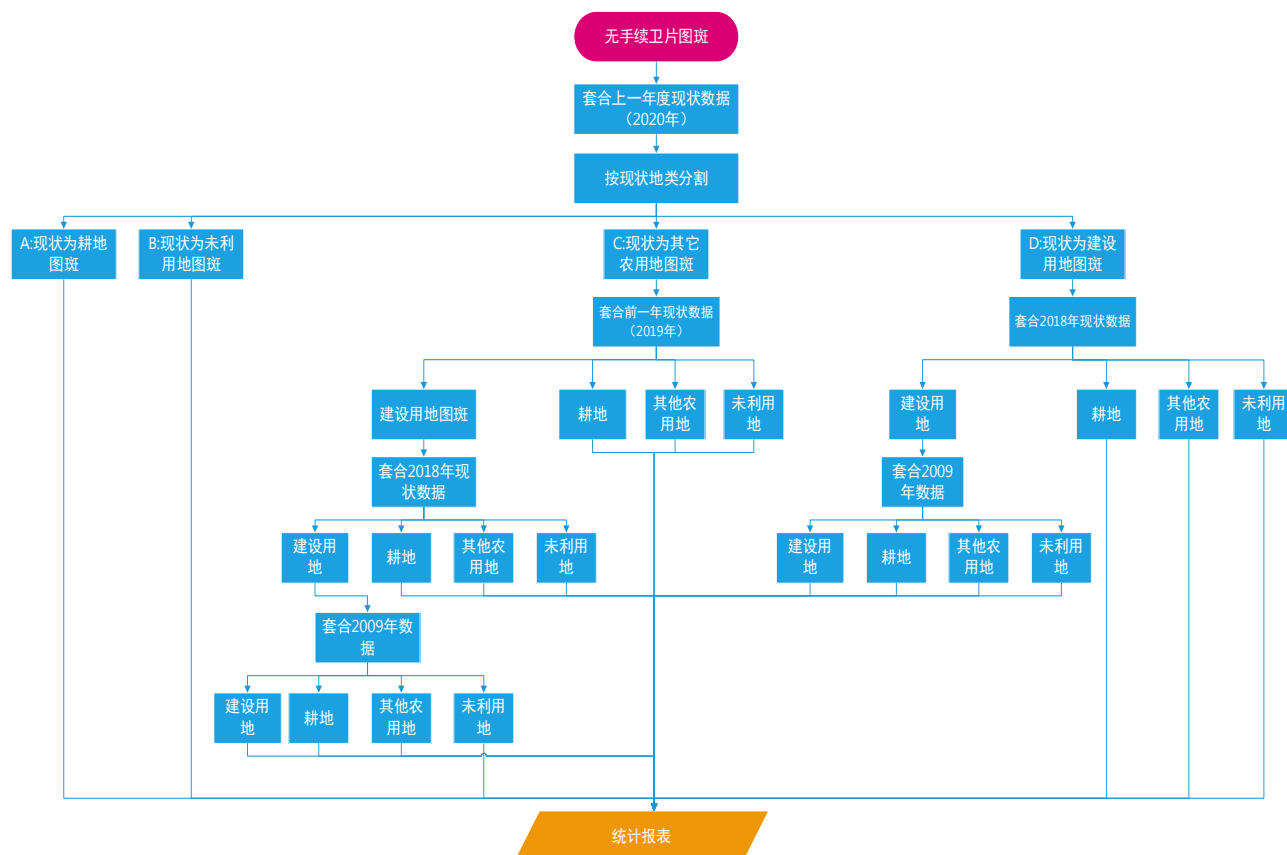 无手续卫片图斑
套合上一年度现状数据
（2020年）
按现状地类分割
A:现状为耕地
图斑
B:现状为未利
用地图斑
C:现状为其它
农用地图斑
D:现状为建设
用地图斑
套合前一年现状数据
（2019年）
套合2018年现状数据
建设用地图斑
耕地
其他农
用地
未利用
地
建设用
地
耕地
其他农
用地
未利用
地
套合2018年现
状数据
套合2009
年数据
建设用
地
耕地
其他农
用地
未利用
地
建设用
地
耕地
其他农
用地
未利用
地
套合2009年数
据
建设用
地
耕地
其他农
用地
未利用
地
统计报表